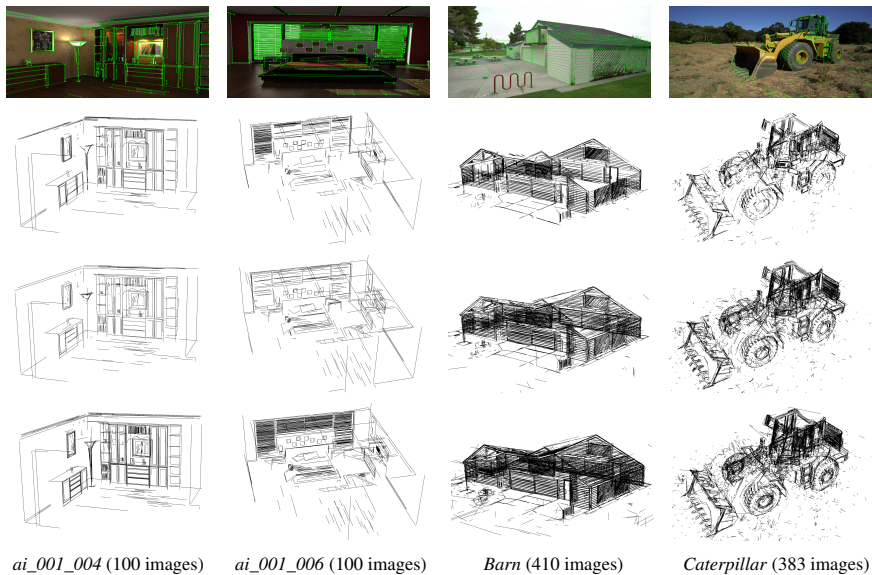 ai_001_004 (100 images)
ai_001_006 (100 images)
Barn (410 images)
Caterpillar (383 images)